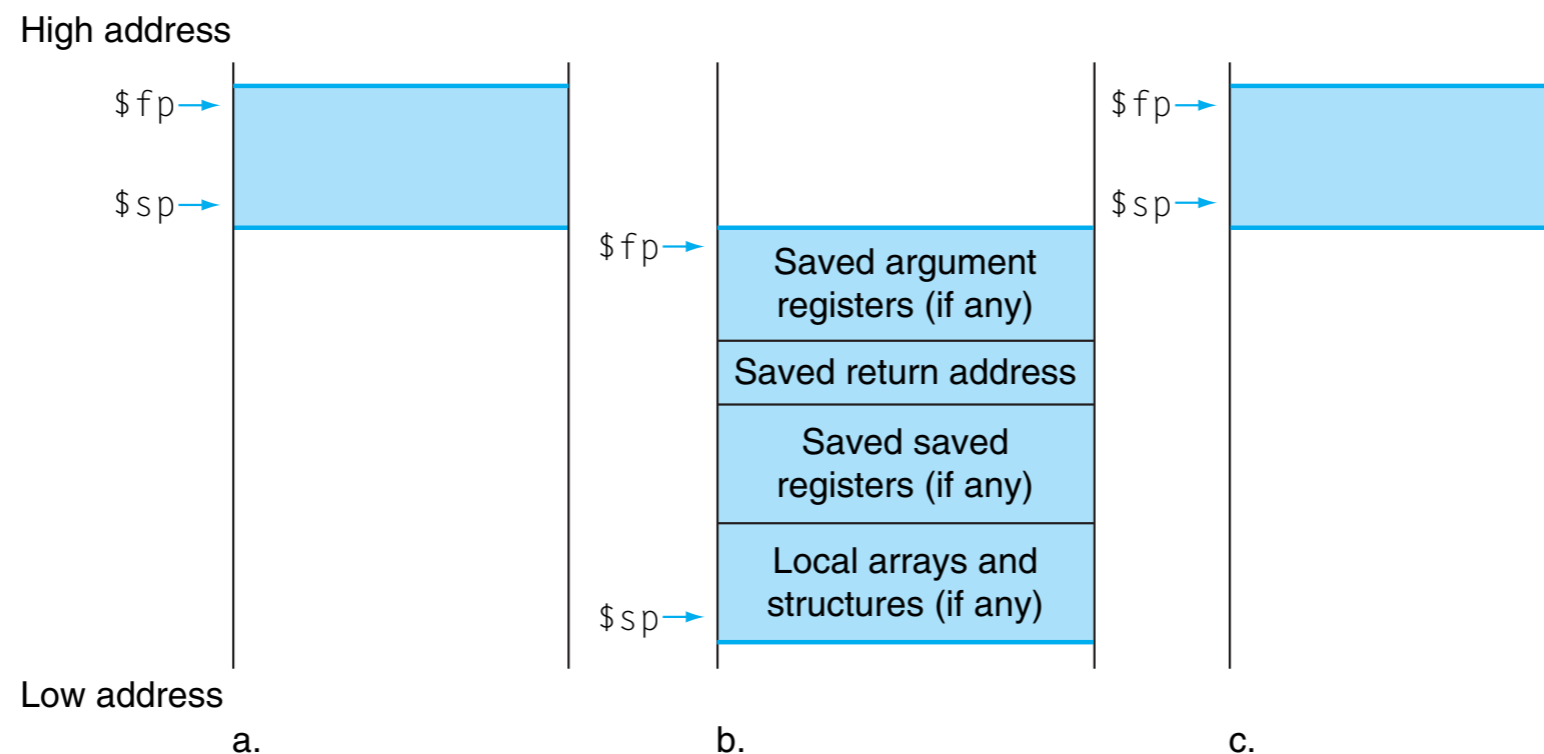 High address
$fp
$sp
$fp
Saved argument
registers (if any)
Saved return address
Saved saved
registers (if any)
Local arrays and
structures (if any)
$sp
$fp
$sp
Low address
a.
b.
c.